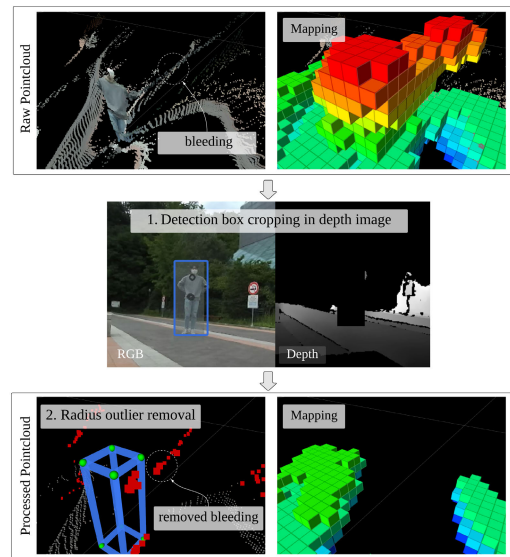 Raw Pointcloud
bleeding
Mapping
1. Detection box cropping in depth image
RGB
Depth
Processed Pointcloud
2. Radius outlier removal
removed bleeding
Mapping